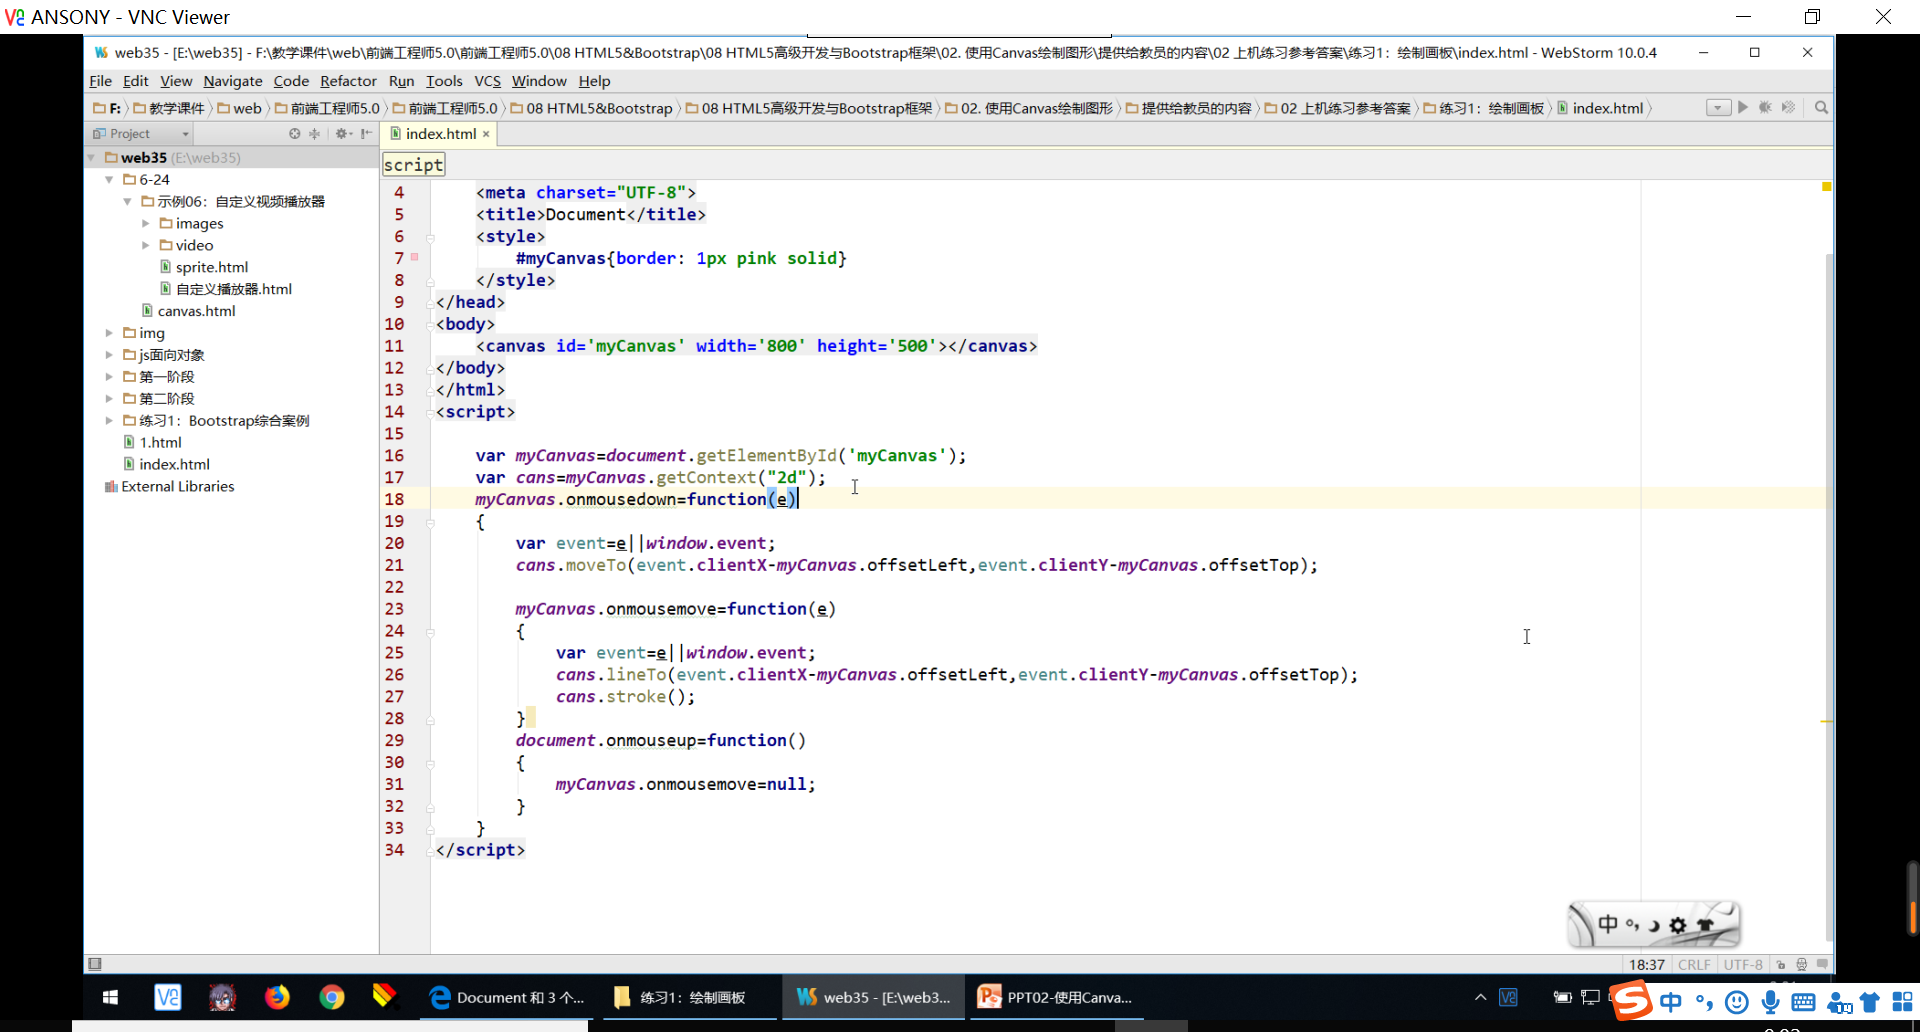 ANSONY - VNC Viewer
web35 - [E:\web35] - F:\教学课件\web\前端工程师5.0\前端工程师5.0\08 HTML5&Bootstrap\08 HTML5高级开发与Bootstrap框架\02. 使用Canvas绘制图形\提供给教员的内容\02 上机练习参考答案\练习1：绘制画板\index.html - WebStorm 10.0.4
File Edit View Navigate Code Refactor Run Tools VCS Window Help
F: 教学课件 web 前端工程师5.0 前端工程师5.0 08 HTML5&Bootstrap 08 HTML5高级开发与Bootstrap框架 02. 使用Canvas绘制图形 提供给教员的内容 02 上机练习参考答案 练习1：绘制画板 index.html
Project
index.html
web35 (E:\web35)
6-24
示例06：自定义视频播放器
images
video
sprite.html
自定义播放器.html
canvas.html
img
js面向对象
第一阶段
第二阶段
练习1：Bootstrap综合案例
1.html
index.html
External Libraries
script
4 <meta charset="UTF-8">
5 <title>Document</title>
6 <style>
7 #myCanvas{border: 1px pink solid}
8 </style>
9 </head>
10 <body>
11 <canvas id='myCanvas' width='800' height='500'></canvas>
12 </body>
13 </html>
14 <script>
15
16 var myCanvas=document.getElementById('myCanvas');
17 var cans=myCanvas.getContext("2d");
18 myCanvas.onmousedown=function(e)
19 {
20 var event=e||window.event;
21 cans.moveTo(event.clientX-myCanvas.offsetLeft,event.clientY-myCanvas.offsetTop);
22
23 myCanvas.onmousemove=function(e)
24 {
25 var event=e||window.event;
26 cans.lineTo(event.clientX-myCanvas.offsetLeft,event.clientY-myCanvas.offsetTop);
27 cans.stroke();
28 }
29 document.onmouseup=function()
30 {
31 myCanvas.onmousemove=null;
32 }
33 }
34 </script>
中
18:37 CRLF UTF-8
Document 和 3 个...
练习1：绘制画板
web35 - [E:\web3...
PPT02-使用Canva...
中